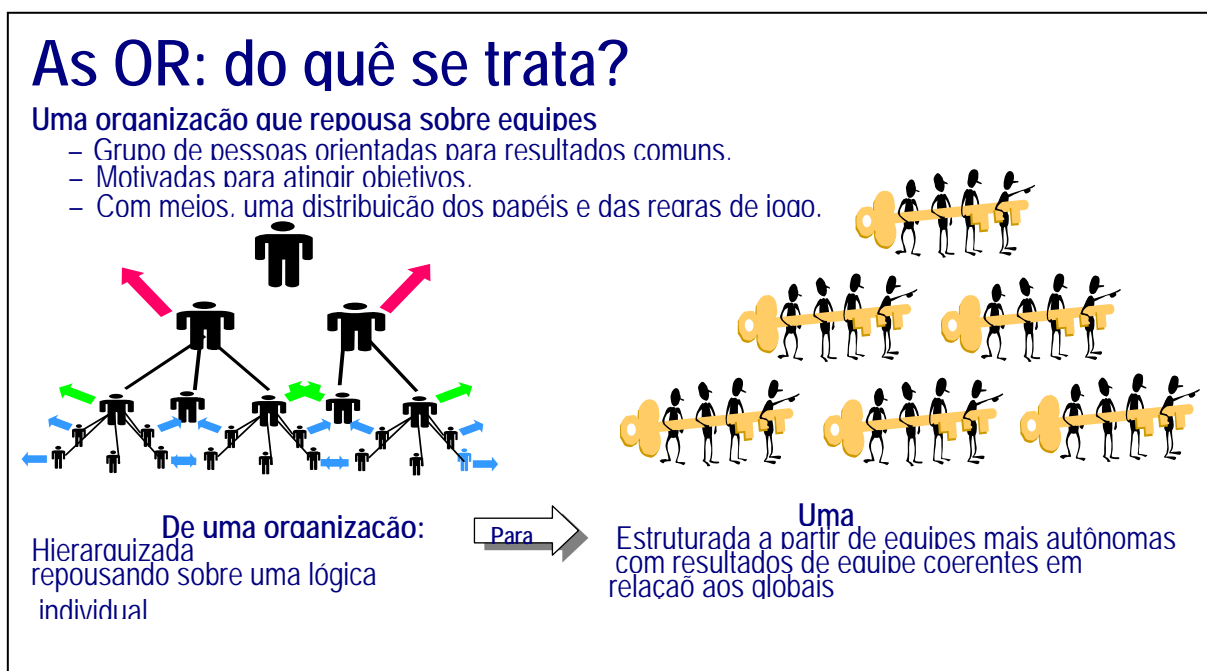 As OR: do quê se trata?
Uma organização que repousa sobre equipes
– Grupo de pessoas orientadas para resultados comuns.
– Motivadas para atingir objetivos.
– Com meios, uma distribuição dos papéis e das regras de jogo.
De uma organização:
Hierarquizada
repousando sobre uma lógica
individual
Para
Uma
Estruturada a partir de equipes mais autônomas
com resultados de equipe coerentes em
relação aos globais